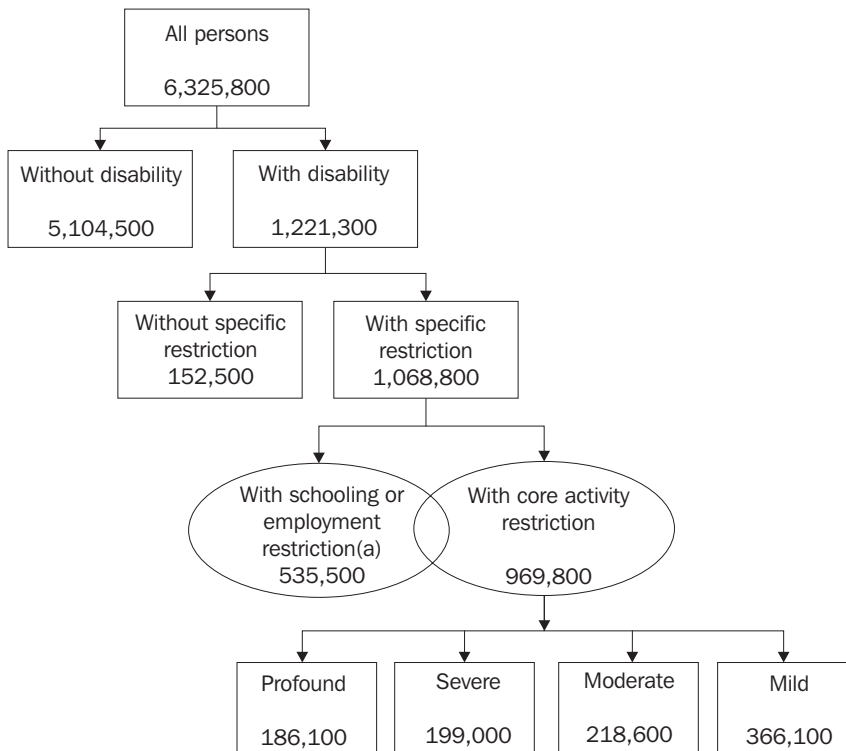 All persons
6,325,800
Without disability
5,104,500
With disability
1,221,300
Without specific
restriction
152,500
With specific
restriction
1,068,800
With schooling or
employment
restriction(a)
535,500
With core activity
restriction
969,800
Profound
186,100
Severe
199,000
Moderate
218,600
Mild
366,100